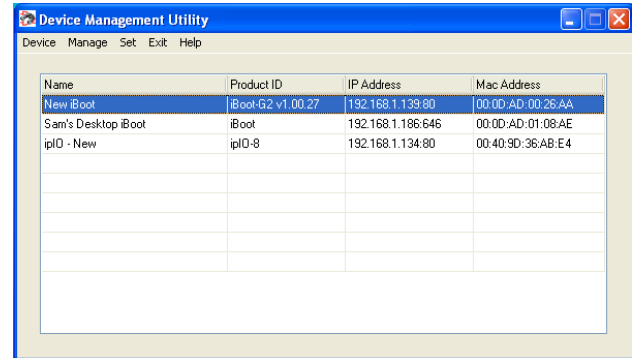 Device Management Utility
Device Manage Set Exit Help
Name Product ID IP Address Mac Address
New iBoot iBoot-G2 v1.00.27 192.168.1.139:80 00:0D:AD:00:26:AA
Sam's Desktop iBoot iBoot 192.168.1.186:646 00:0D:AD:01:08:AE
ipIO - New ipIO-8 192.168.1.134:80 00:40:9D:36:AB:E4